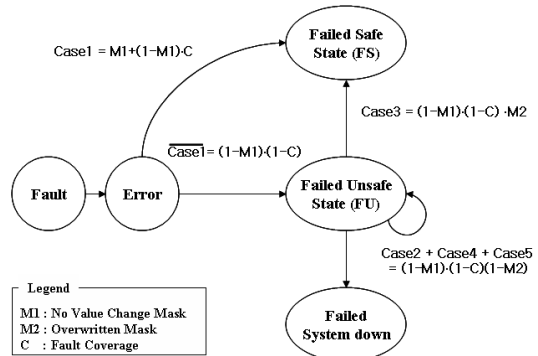 Failed Safe
State (FS)
Case1 = M1+(1-M1)·C
Case3 = (1-M1)·(1-C) ·M2
Case1= (1-M1)·(1-C)
Fault
Error
Failed Unsafe
State (FU)
Case2 + Case4 + Case5
= (1-M1)·(1-C)(1-M2)
Legend
M1 : No Value Change Mask
M2 : Overwritten Mask
C : Fault Coverage
Failed
System down